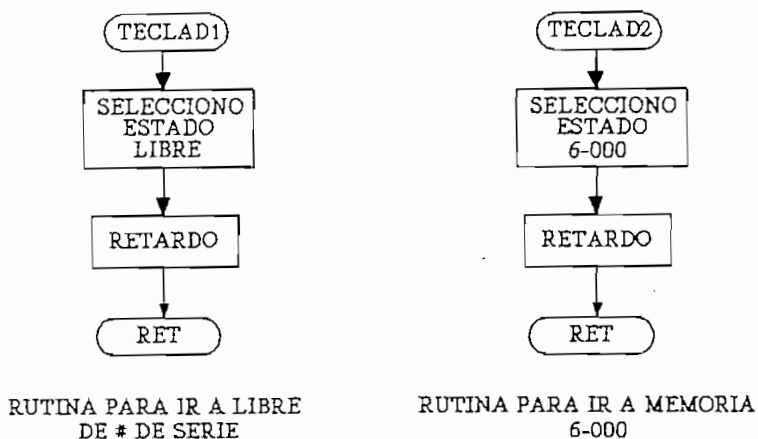 TECLAD1
SELECCIONO
ESTADO
LIBRE
RETARDO
RET
RUTINA PARA IR A LIBRE
DE # DE SERIE
TECLAD2
SELECCIONO
ESTADO
6-000
RETARDO
RET
RUTINA PARA IR A MEMORIA
6-000